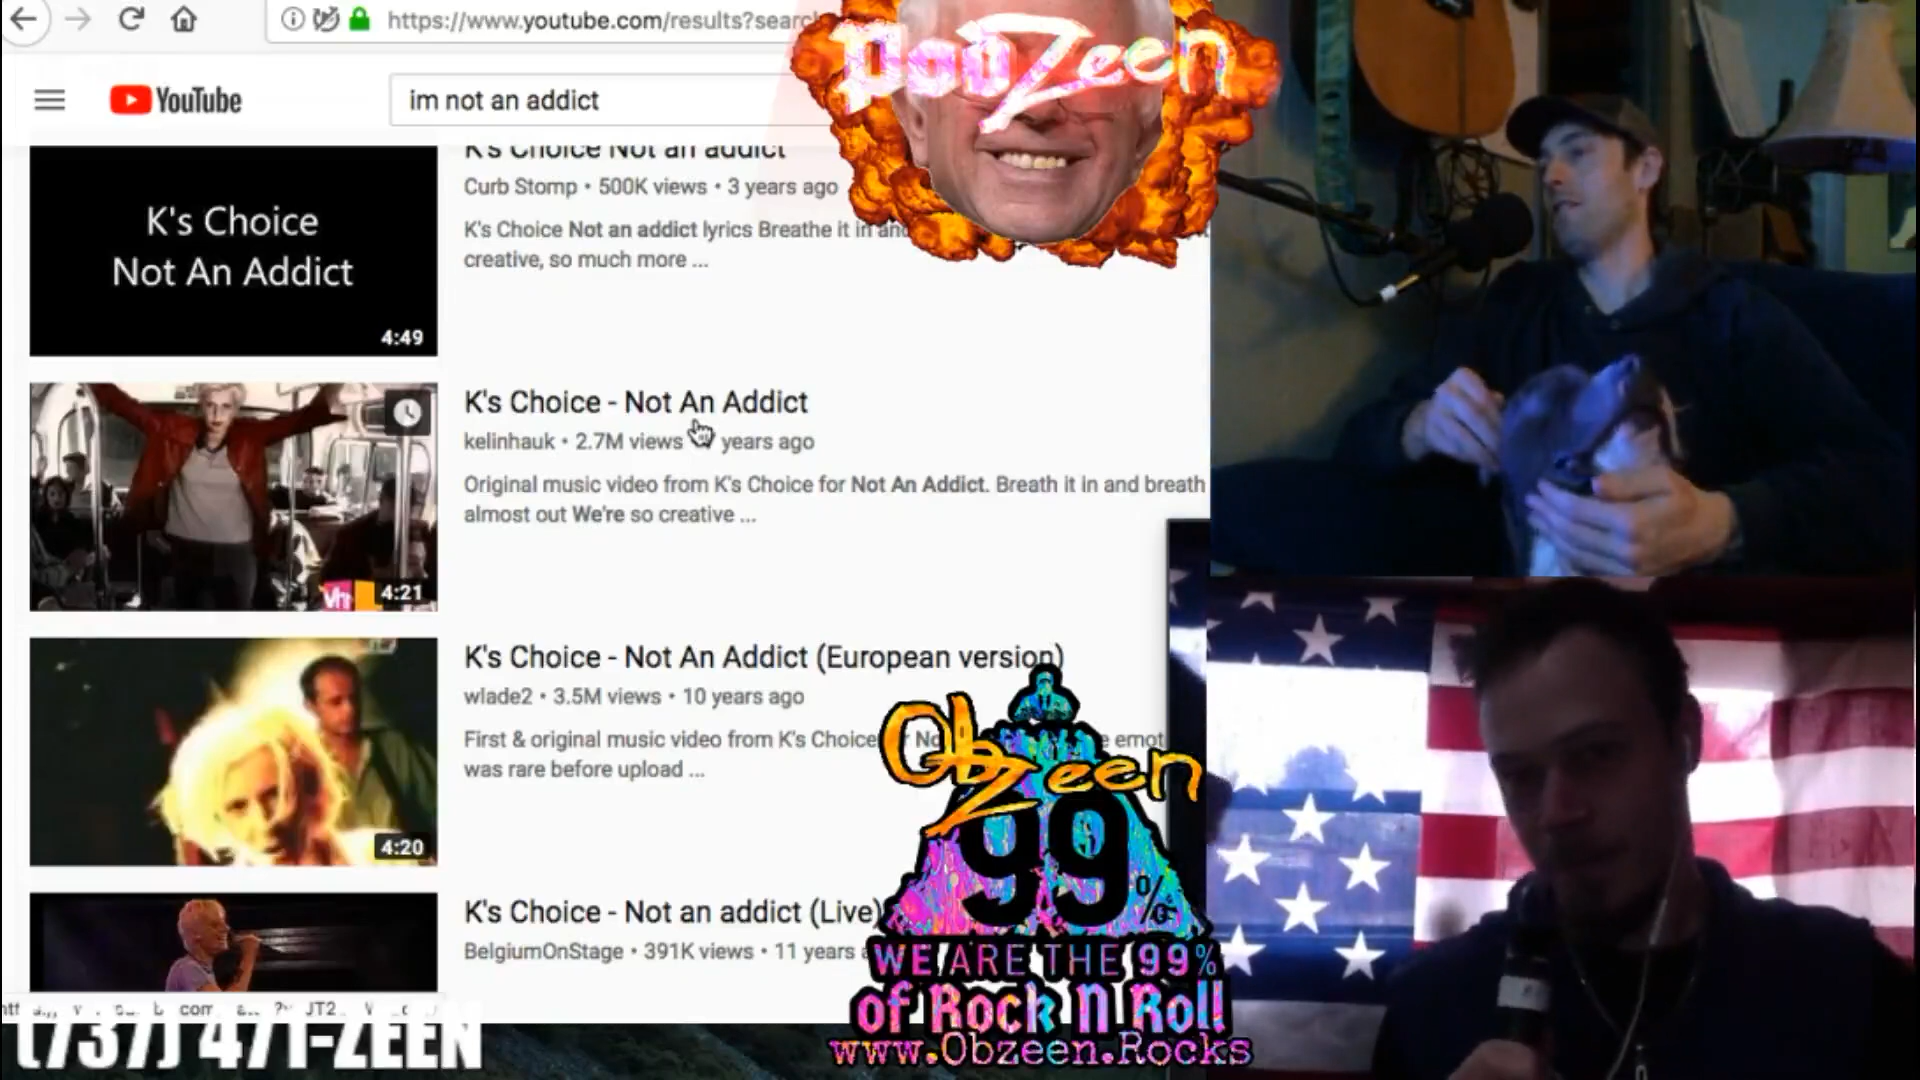 https://www.youtube.com/results?search
YouTube
im not an addict
PodZeen
K's Choice Not an addict
Curb Stomp • 500K views • 3 years ago
K's Choice Not an addict lyrics Breathe it in and
creative, so much more ...
K's Choice
Not An Addict
4:49
K's Choice - Not An Addict
kelinhauk • 2.7M views years ago
Original music video from K's Choice for Not An Addict. Breath it in and breath
almost out We're so creative ...
4:21
K's Choice - Not An Addict (European version)
wlade2 • 3.5M views • 10 years ago
First & original music video from K's Choice
was rare before upload ...
4:20
K's Choice - Not an addict (Live)
BelgiumOnStage • 391K views • 11 years
ObZeen
99%
WE ARE THE 99%
of Rock N Roll
www.Obzeen.Rocks
(737) 471-ZEEN